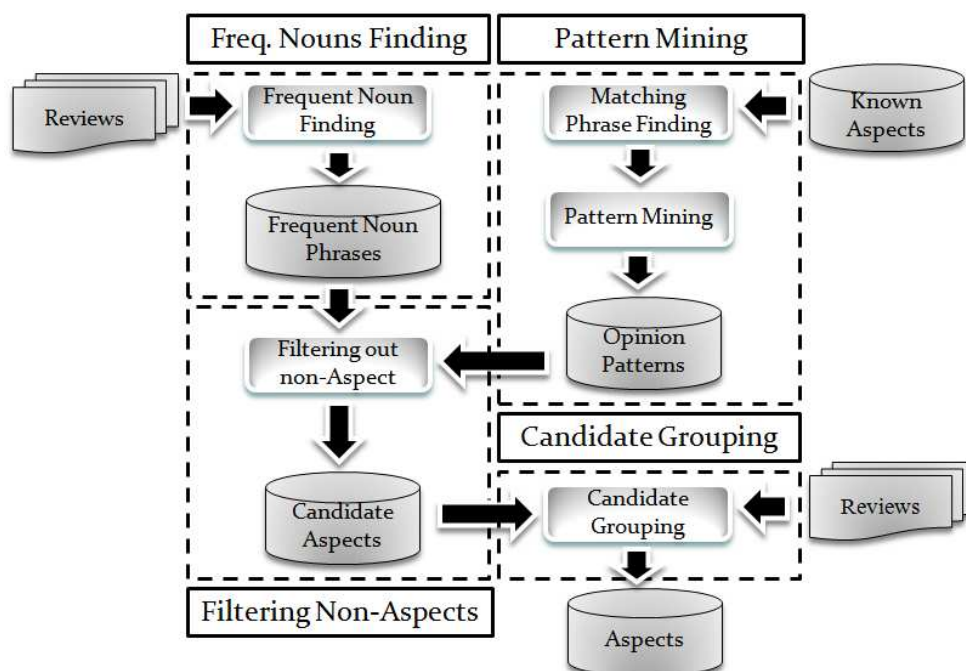 Freq. Nouns Finding
Pattern Mining
Reviews
Frequent Noun
Finding
Matching
Phrase Finding
Known
Aspects
Frequent Noun
Phrases
Pattern Mining
Filtering out
non-Aspect
Opinion
Patterns
Candidate Grouping
Candidate
Aspects
Candidate
Grouping
Reviews
Filtering Non-Aspects
Aspects